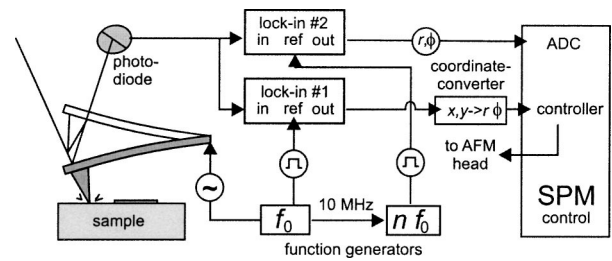 lock-in #2
in ref out
r,ϕ
ADC
photo-
diode
coordinate-
converter
lock-in #1
in ref out
x,y->r ϕ
controller
to AFM
head
~
sample
f₀
10 MHz
n f₀
SPM
control
function generators